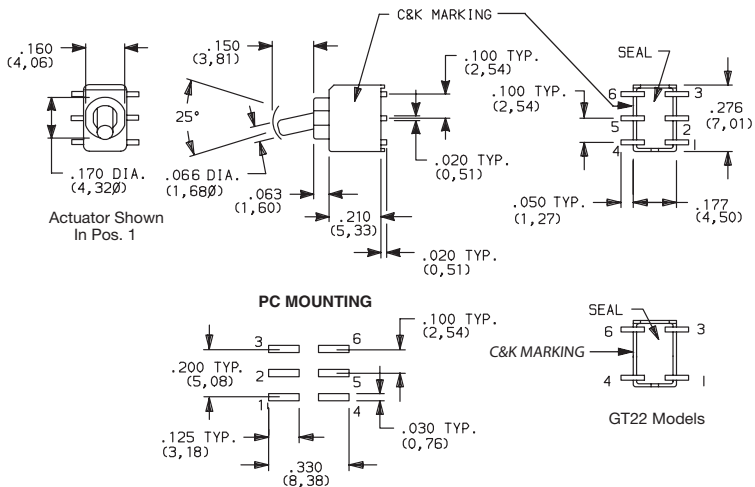 .160
(4,06)
.150
(3,81)
C&K MARKING
.100 TYP.
(2,54)
SEAL
.100 TYP.
(2,54)
6
3
5
2
4
1
.276
(7,01)
25°
.170 DIA.
(4,32Ø)
.066 DIA.
(1,68Ø)
.063
(1,60)
.020 TYP.
(0,51)
.050 TYP.
(1,27)
.177
(4,50)
.210
(5,33)
Actuator Shown
In Pos. 1
.020 TYP.
(0,51)
PC MOUNTING
.100 TYP.
(2,54)
3
6
2
5
1
4
.200 TYP.
(5,08)
.030 TYP.
(0,76)
.125 TYP.
(3,18)
.330
(8,38)
SEAL
6
3
C&K MARKING
4
1
GT22 Models